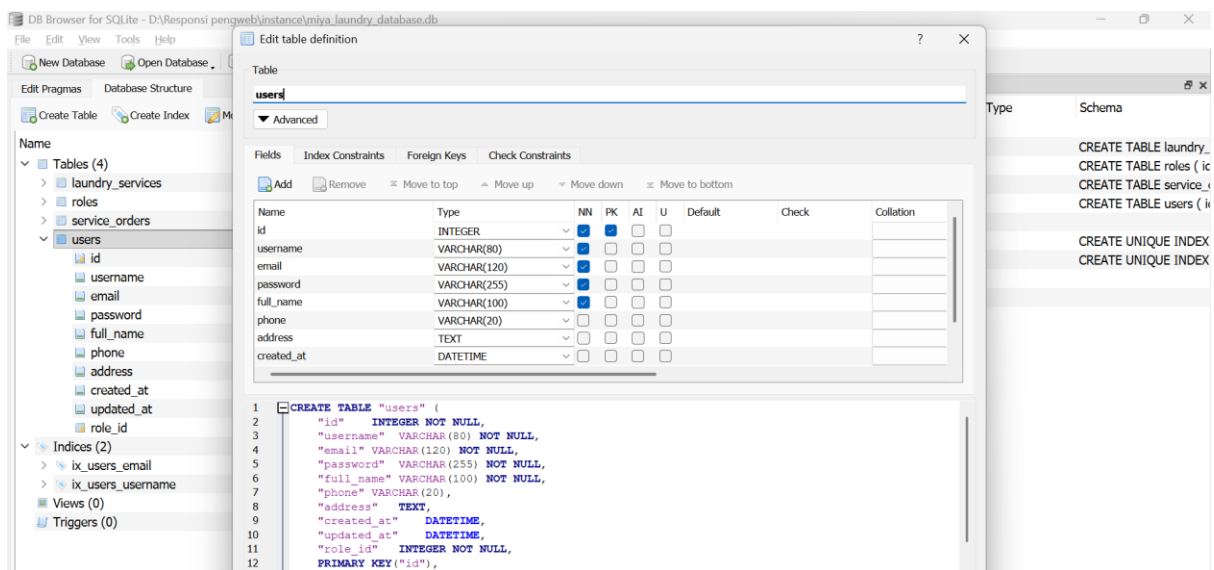 DB Browser for SQLite - D:\Responsi pengweb\instance\miya_laundry_database.db
File Edit View Tools Help
New Database Open Database
Edit Pragmas Database Structure
Create Table Create Index Mo
Name
Tables (4)
laundry_services
roles
service_orders
users
id
username
email
password
full_name
phone
address
created_at
updated_at
role_id
Indices (2)
ix_users_email
ix_users_username
Views (0)
Triggers (0)
Edit table definition ?
Table
users
Advanced
Fields Index Constraints Foreign Keys Check Constraints
Add Remove Move to top Move up Move down Move to bottom
Name Type NN PK AI U Default Check Collation
id INTEGER
username VARCHAR(80)
email VARCHAR(120)
password VARCHAR(255)
full_name VARCHAR(100)
phone VARCHAR(20)
address TEXT
created_at DATETIME
1 CREATE TABLE "users" (
2 "id" INTEGER NOT NULL,
3 "username" VARCHAR(80) NOT NULL,
4 "email" VARCHAR(120) NOT NULL,
5 "password" VARCHAR(255) NOT NULL,
6 "full_name" VARCHAR(100) NOT NULL,
7 "phone" VARCHAR(20),
8 "address" TEXT,
9 "created_at" DATETIME,
10 "updated_at" DATETIME,
11 "role_id" INTEGER NOT NULL,
12 PRIMARY KEY("id"),
Type Schema
CREATE TABLE laundry_
CREATE TABLE roles ( id
CREATE TABLE service_
CREATE TABLE users ( i
CREATE UNIQUE INDEX
CREATE UNIQUE INDEX